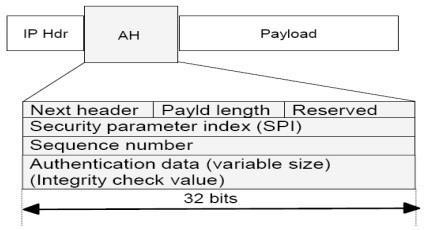 IP Hdr AH Payload
Next header Payld length Reserved
Security parameter index (SPI)
Sequence number
Authentication data (variable size)
(Integrity check value)
32 bits